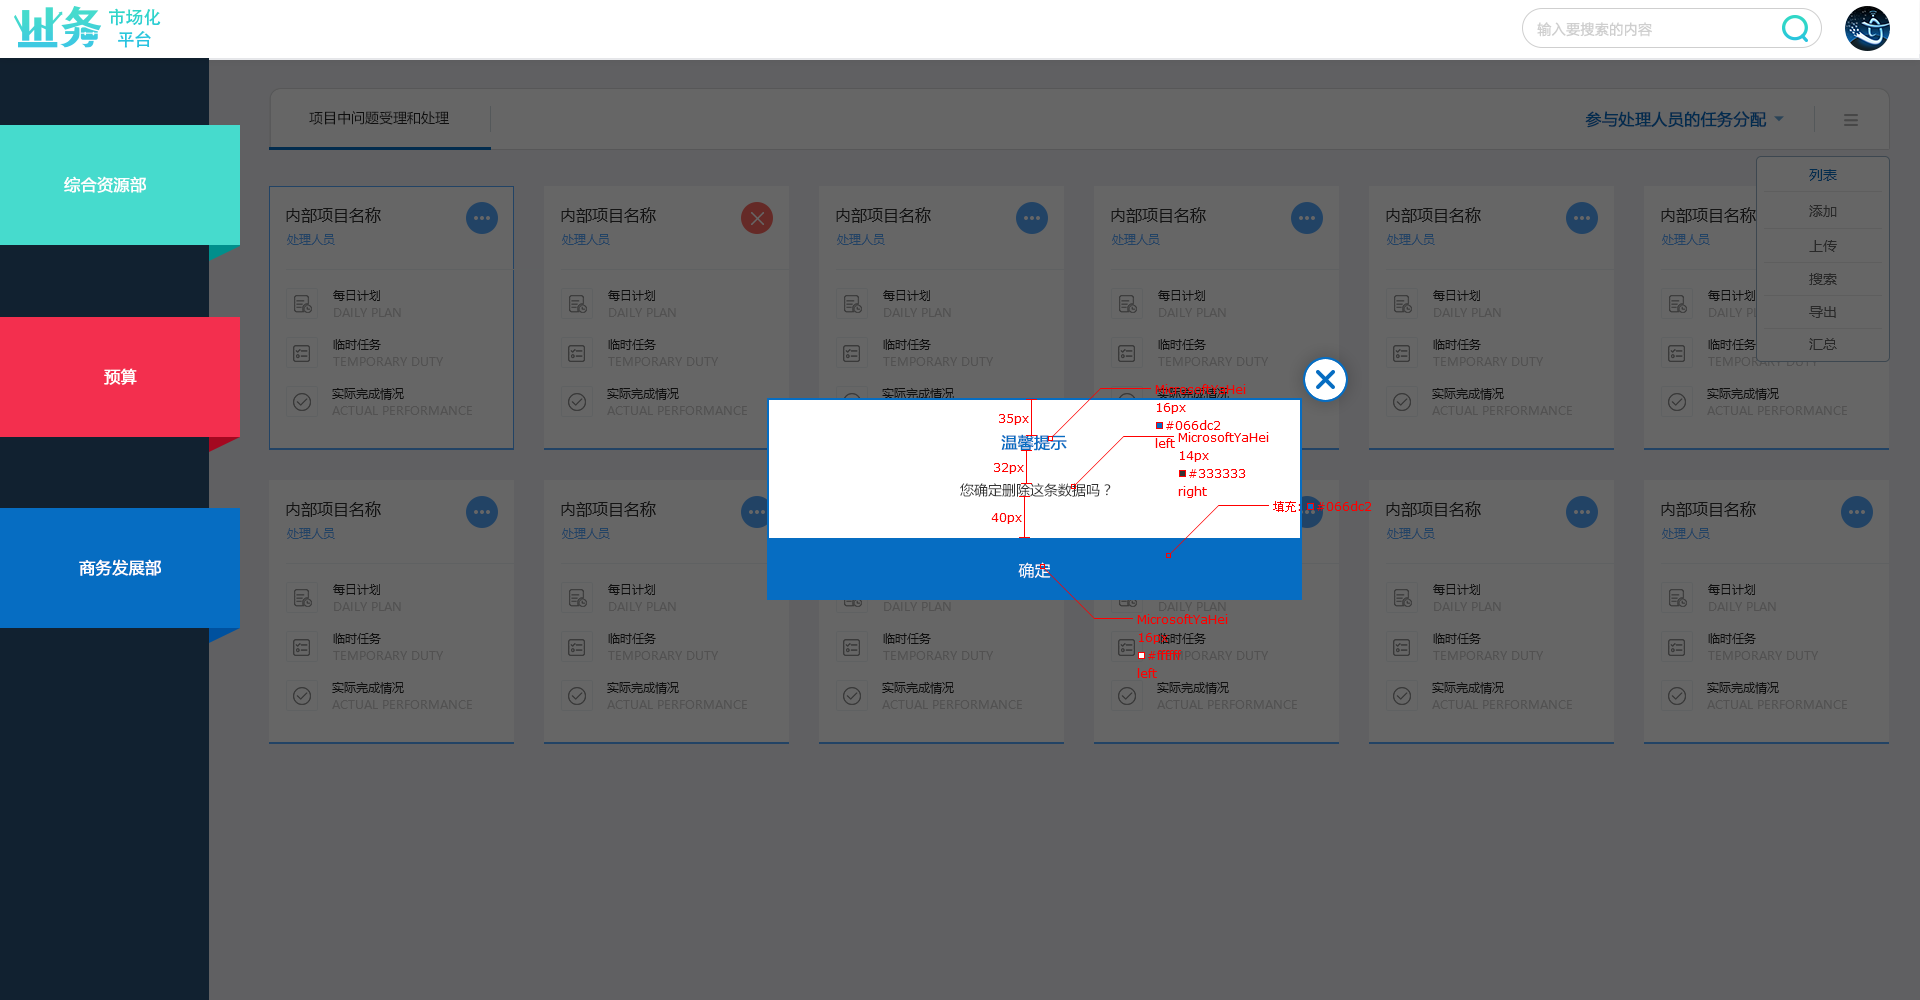 业务 市场化
平台
输入要搜索的内容
综合资源部
预算
商务发展部
项目中问题受理和处理
参与处理人员的任务分配
列表
添加
上传
搜索
导出
汇总
内部项目名称
处理人员
每日计划
DAILY PLAN
临时任务
TEMPORARY DUTY
实际完成情况
ACTUAL PERFORMANCE
内部项目名称
处理人员
每日计划
DAILY PLAN
临时任务
TEMPORARY DUTY
实际完成情况
ACTUAL PERFORMANCE
内部项目名称
处理人员
每日计划
DAILY PLAN
临时任务
TEMPORARY DUTY
实际完成情况
内部项目名称
处理人员
每日计划
DAILY PLAN
临时任务
TEMPORARY DUTY
实际完成情况
内部项目名称
处理人员
每日计划
DAILY PLAN
临时任务
TEMPORARY DUTY
实际完成情况
ACTUAL PERFORMANCE
内部项目名称
处理人员
每日计划
DAILY PL
临时任务
TEMPORARY DUTY
实际完成情况
ACTUAL PERFORMANCE
35px
温馨提示
32px
您确定删除这条数据吗？
40px
确定
MicrosoftYaHei
16px
#066dc2
left
MicrosoftYaHei
14px
#333333
right
填充: #066dc2
MicrosoftYaHei
16px
#ffffff
left
内部项目名称
处理人员
每日计划
DAILY PLAN
临时任务
TEMPORARY DUTY
实际完成情况
ACTUAL PERFORMANCE
内部项目名称
处理人员
每日计划
DAILY PLAN
临时任务
TEMPORARY DUTY
实际完成情况
ACTUAL PERFORMANCE
DAILY PLAN
临时任务
TEMPORARY DUTY
实际完成情况
ACTUAL PERFORMANCE
DAILY PLAN
临时任务
TEMPORARY DUTY
实际完成情况
ACTUAL PERFORMANCE
内部项目名称
处理人员
每日计划
DAILY PLAN
临时任务
TEMPORARY DUTY
实际完成情况
ACTUAL PERFORMANCE
内部项目名称
处理人员
每日计划
DAILY PLAN
临时任务
TEMPORARY DUTY
实际完成情况
ACTUAL PERFORMANCE